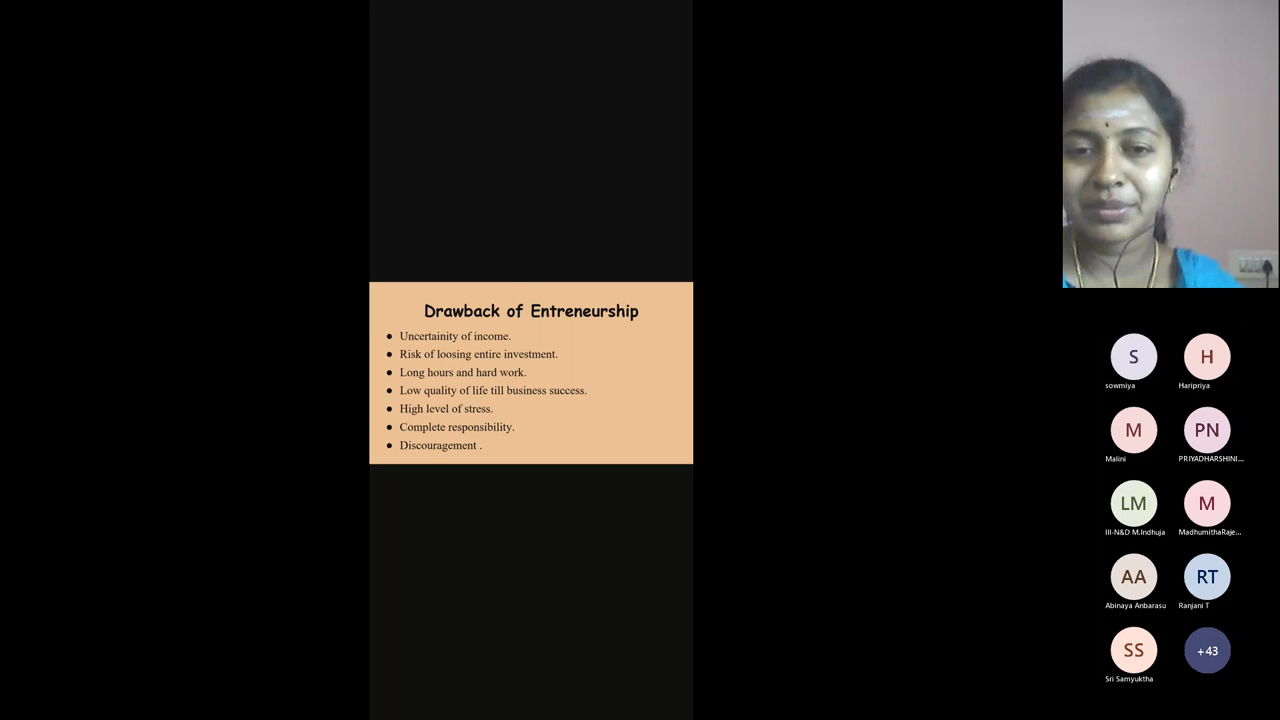 Drawback of Entreneurship
● Uncertainity of income.
● Risk of loosing entire investment.
● Long hours and hard work.
● Low quality of life till business success.
● High level of stress.
● Complete responsibility.
● Discouragement .
S
H
sowmiya
Haripriya
M
PN
Malini
PRIYADHARSHINI...
LM
M
III-N&D M.Indhuja
MadhumithaRaje...
AA
RT
Abinaya Anbarasu
Ranjani T
SS
+43
Sri Samyuktha